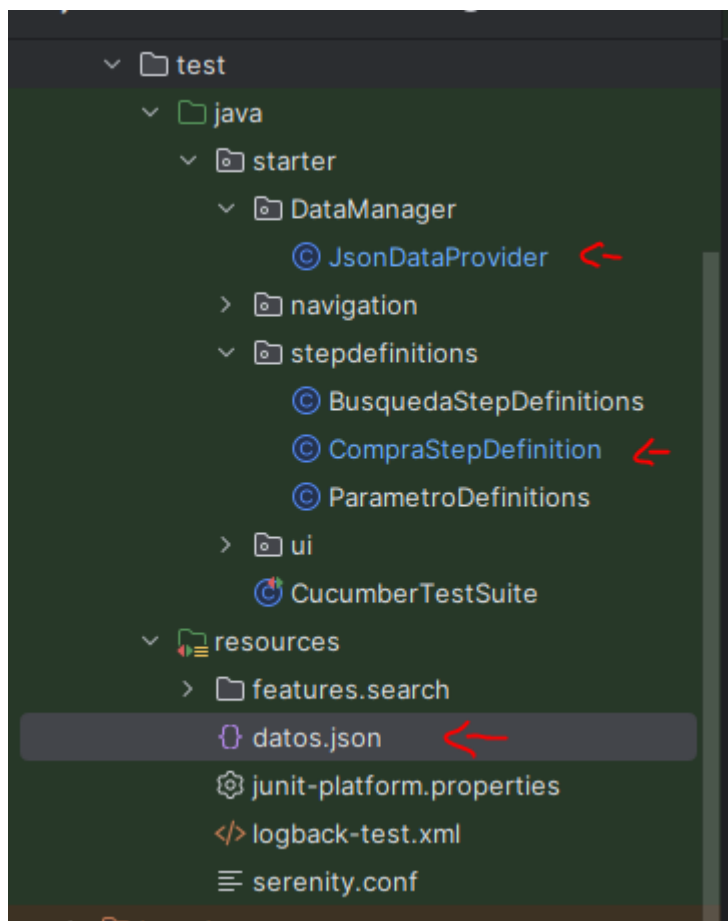 test
java
starter
DataManager
JsonDataProvider
navigation
stepdefinitions
BusquedaStepDefinitions
CompraStepDefinition
ParametroDefinitions
ui
CucumberTestSuite
resources
features.search
datos.json
junit-platform.properties
logback-test.xml
serenity.conf